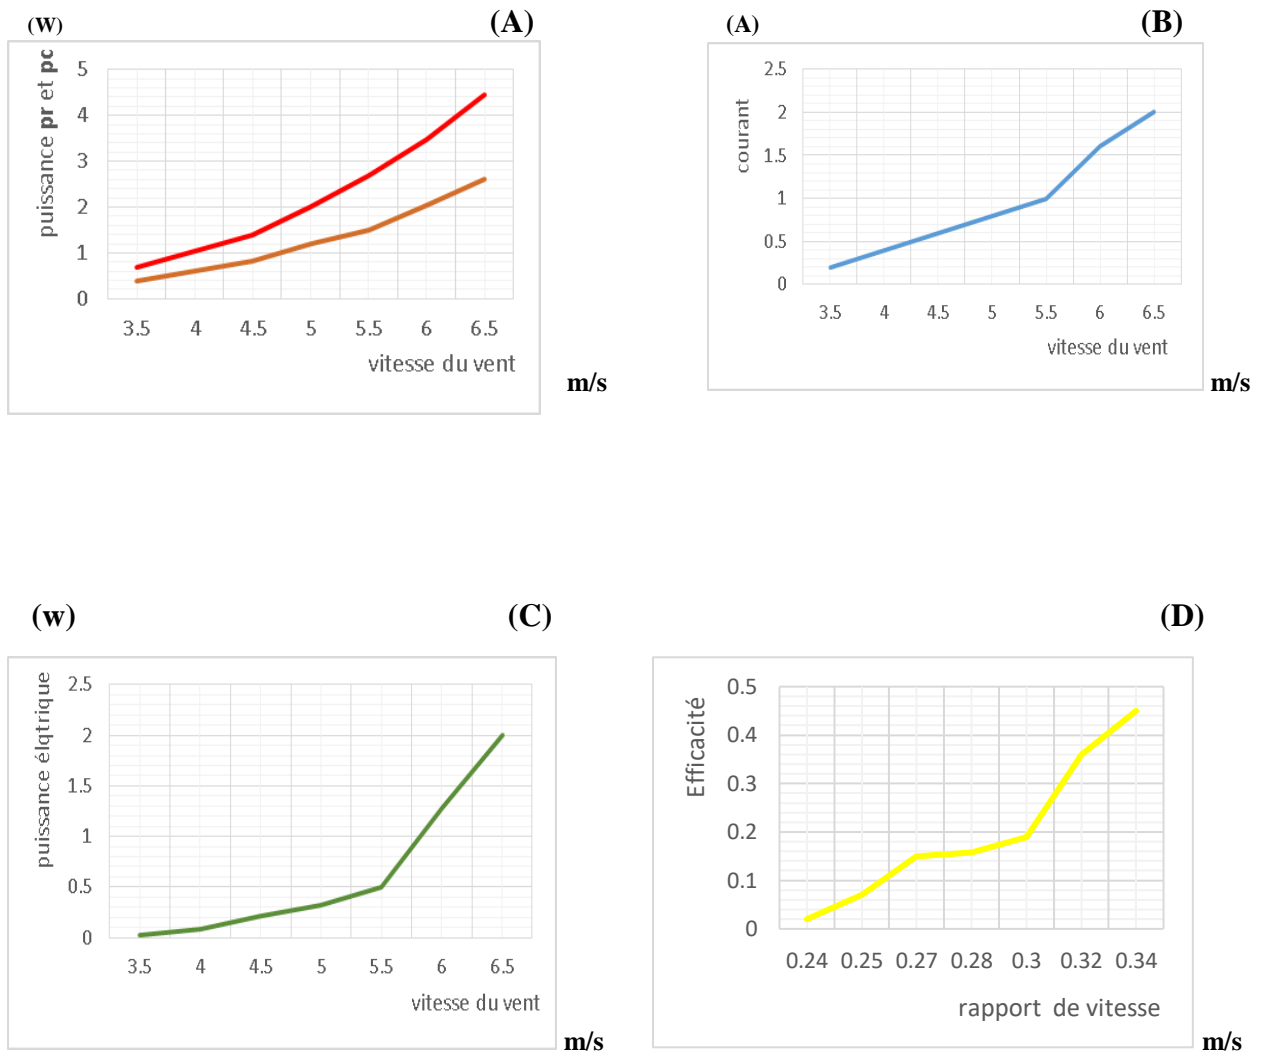 (W)
(A)
puissance pr et pc
5
4
3
2
1
0
3.5 4 4.5 5 5.5 6 6.5
vitesse du vent
m/s
(A)
(B)
courant
2.5
2
1.5
1
0.5
0
3.5 4 4.5 5 5.5 6 6.5
vitesse du vent
m/s
(w)
(C)
puissance élqtrique
2.5
2
1.5
1
0.5
0
3.5 4 4.5 5 5.5 6 6.5
vitesse du vent
m/s
(D)
Efficacité
0.5
0.4
0.3
0.2
0.1
0
0.24 0.25 0.27 0.28 0.3 0.32 0.34
rapport de vitesse
m/s